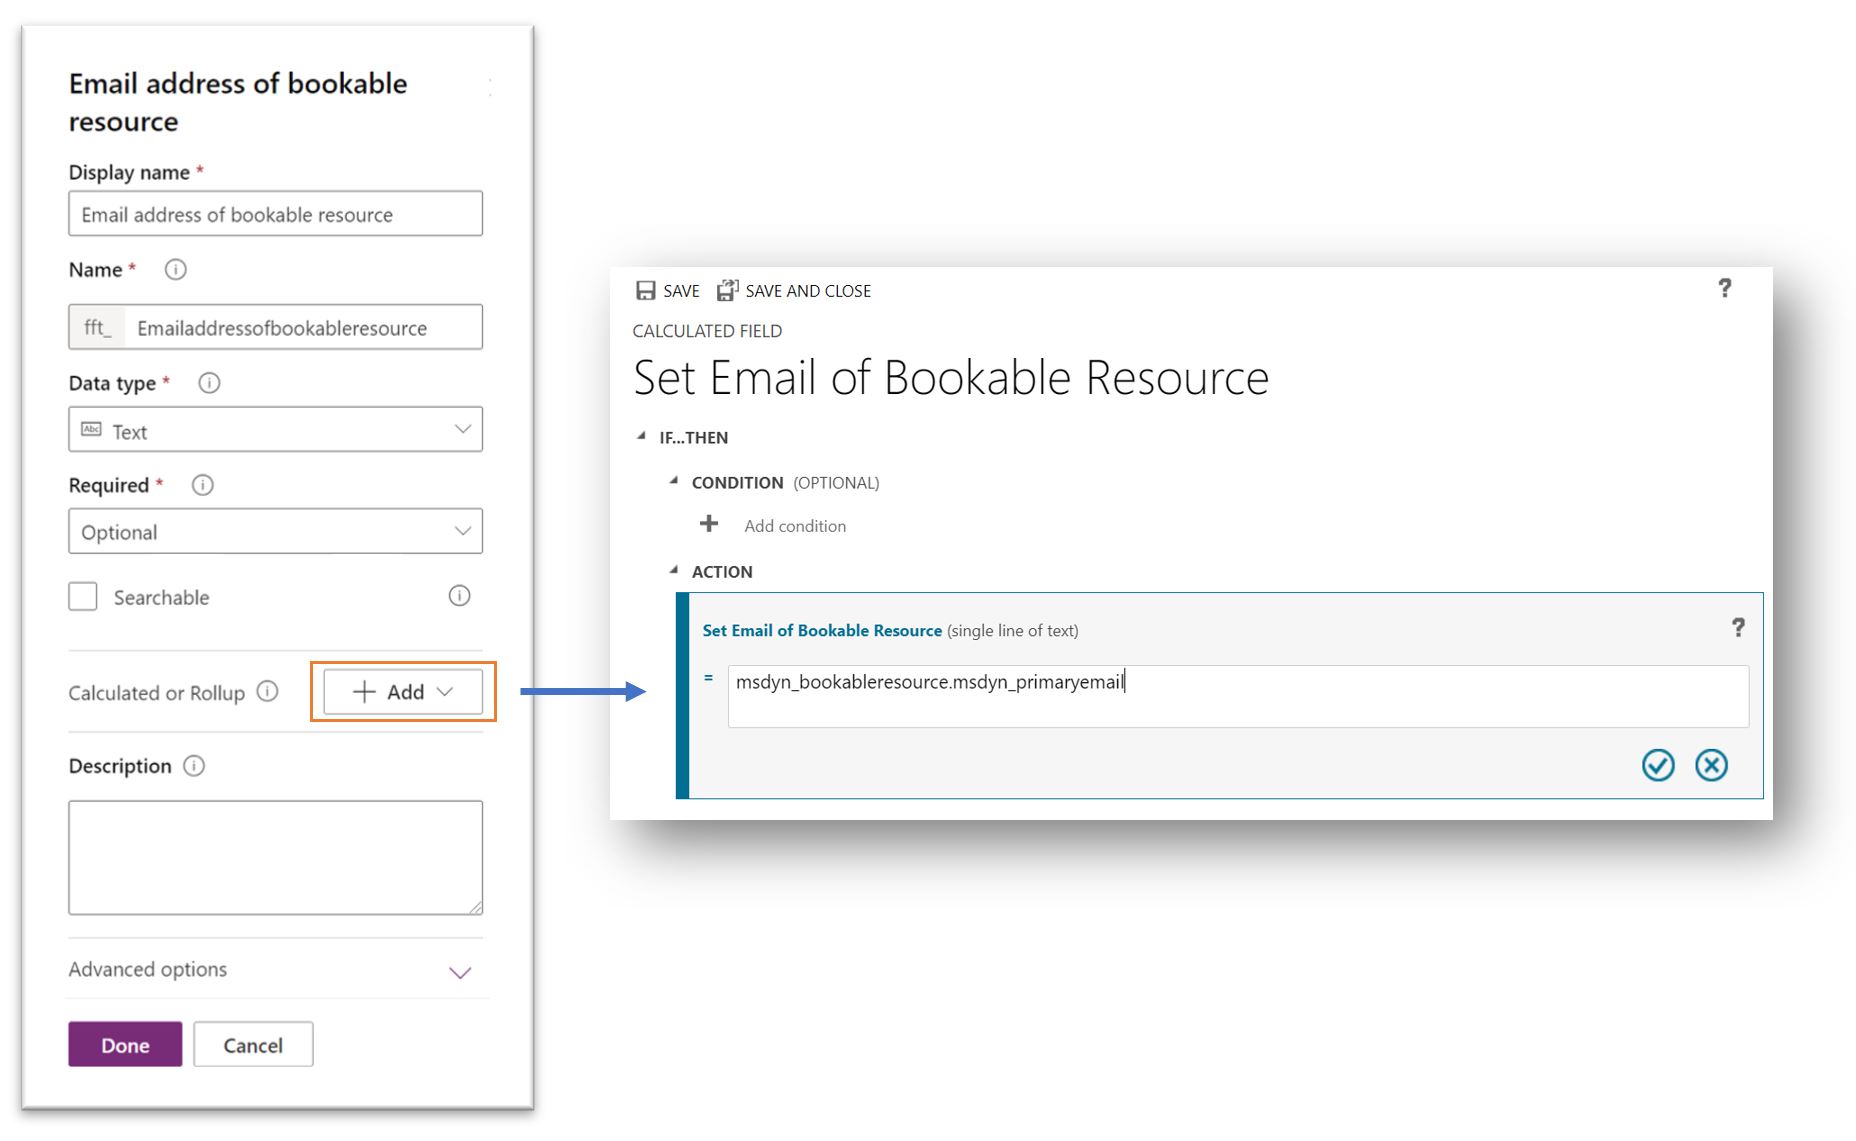 Email address of bookable
resource
Display name *
Email address of bookable resource
Name *
fft_ Emailaddressofbookableresource
Data type *
Abc Text
Required *
Optional
Searchable
Calculated or Rollup + Add
Description
Advanced options
Done Cancel
SAVE SAVE AND CLOSE ?
CALCULATED FIELD
Set Email of Bookable Resource
IF...THEN
CONDITION (OPTIONAL)
+ Add condition
ACTION
Set Email of Bookable Resource (single line of text) ?
= msdyn_bookableresource.msdyn_primaryemail